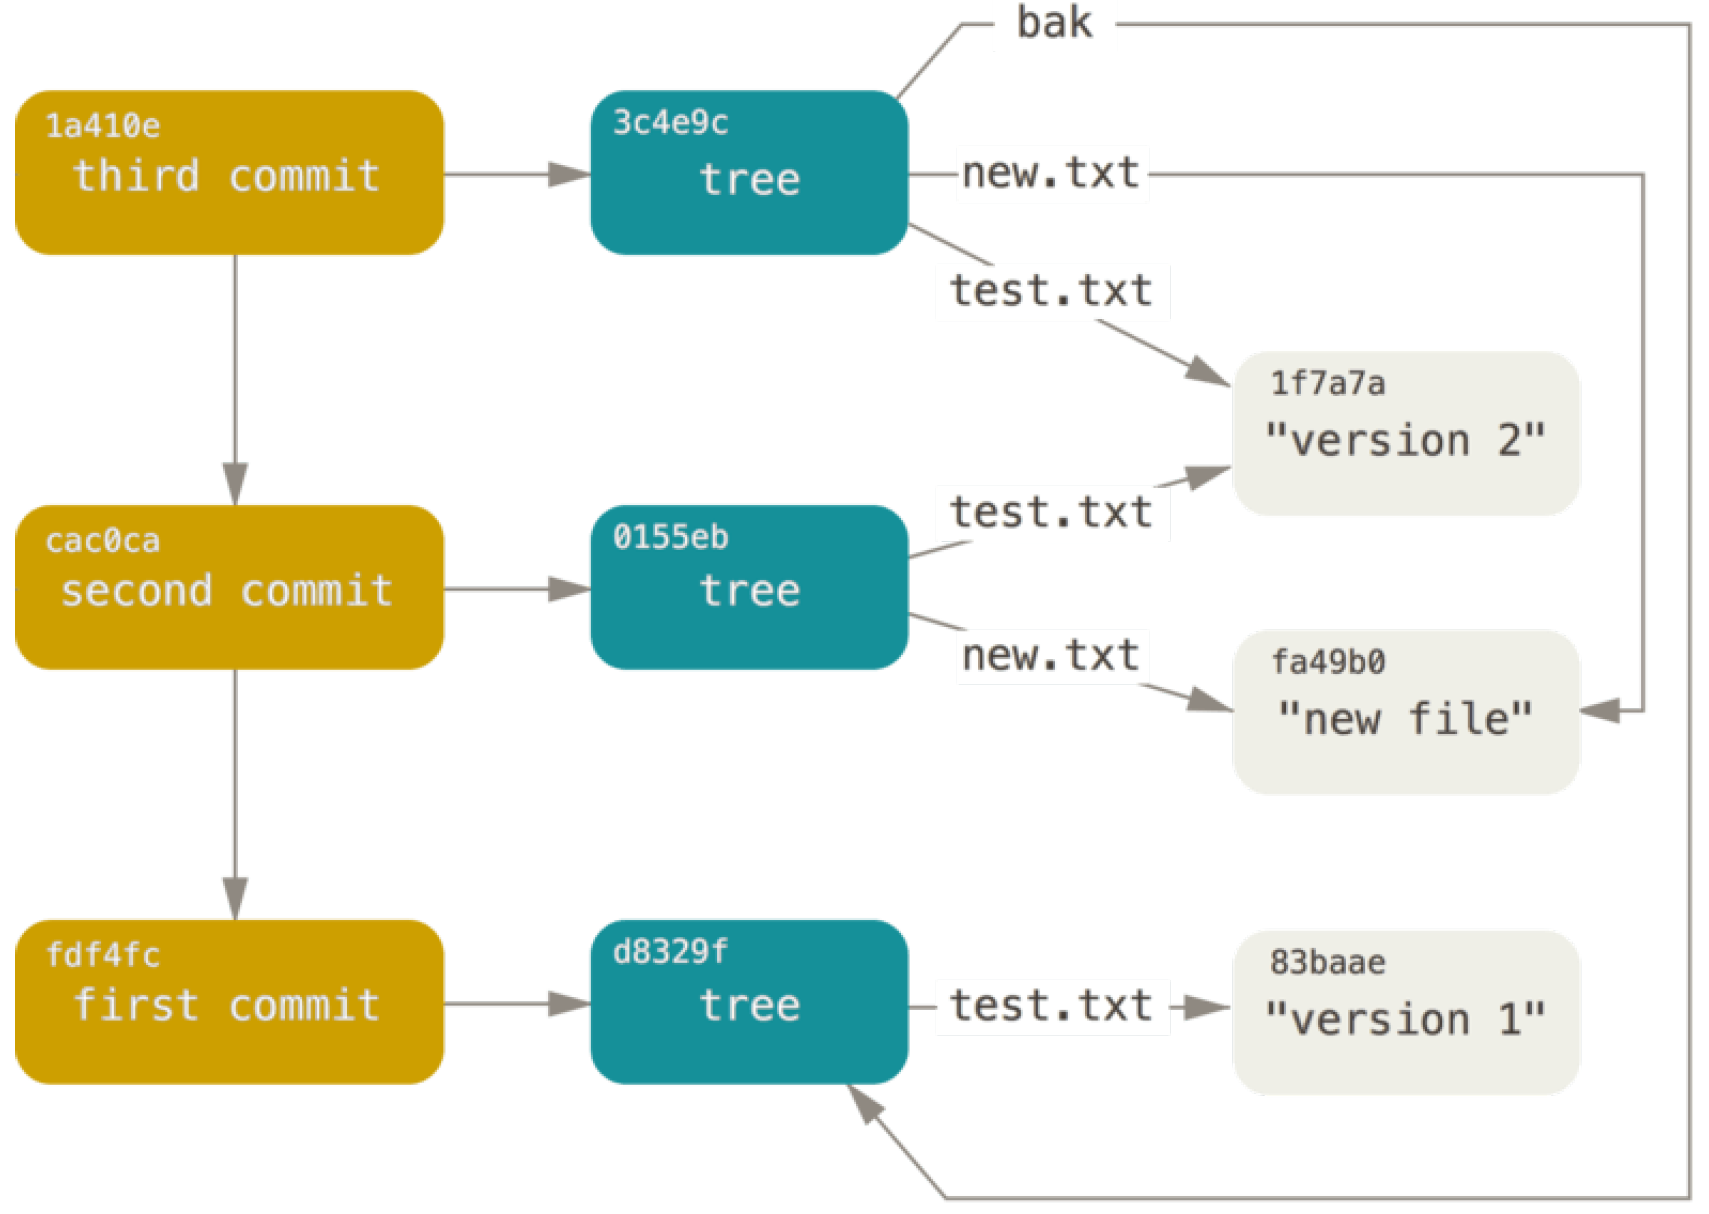 bak
1a410e
third commit
3c4e9c
tree
new.txt
test.txt
1f7a7a
"version 2"
cac0ca
second commit
0155eb
tree
test.txt
new.txt
fa49b0
"new file"
fdf4fc
first commit
d8329f
tree
test.txt
83baae
"version 1"